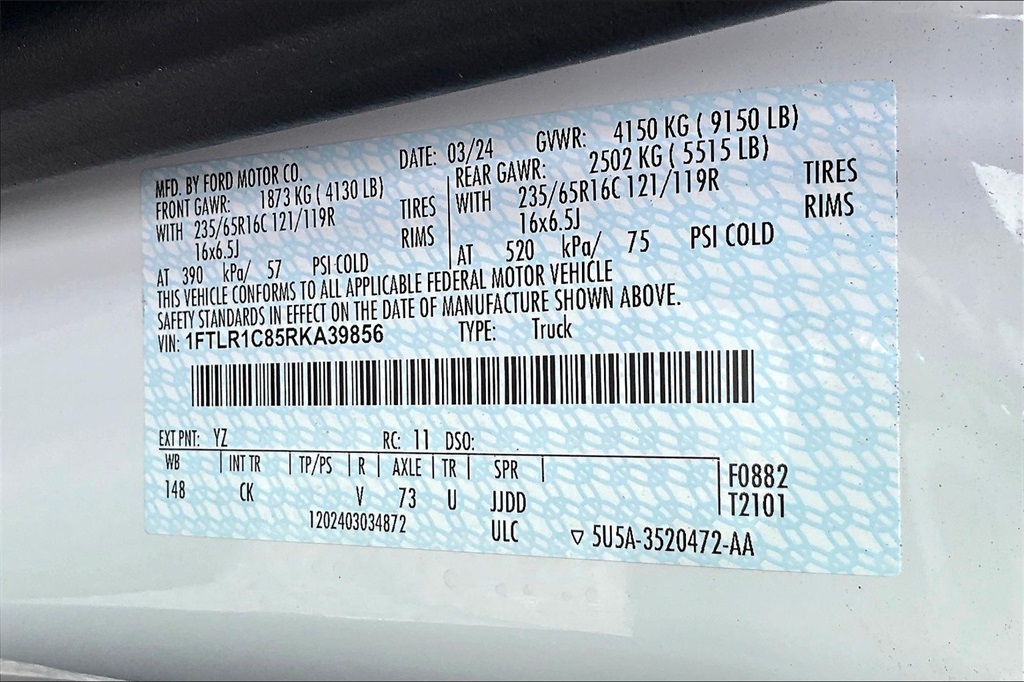 MFD. BY FORD MOTOR CO. DATE: 03/24 GVWR: 4150 KG ( 9150 LB)
FRONT GAWR: 1873 KG ( 4130 LB) REAR GAWR: 2502 KG ( 5515 LB)
WITH 235/65R16C 121/119R TIRES WITH 235/65R16C 121/119R TIRES
16x6.5J RIMS 16x6.5J RIMS
AT 390 kPa/ 57 PSI COLD AT 520 kPa/ 75 PSI COLD
THIS VEHICLE CONFORMS TO ALL APPLICABLE FEDERAL MOTOR VEHICLE
SAFETY STANDARDS IN EFFECT ON THE DATE OF MANUFACTURE SHOWN ABOVE.
VIN: 1FTLR1C85RKA39856 TYPE: Truck
EXT PNT: YZ RC: 11 DSO:
WB INT TR TP/PS R AXLE TR SPR F0882
148 CK V 73 U JJDD T2101
1202403034872 ULC ▽ 5U5A-3520472-AA